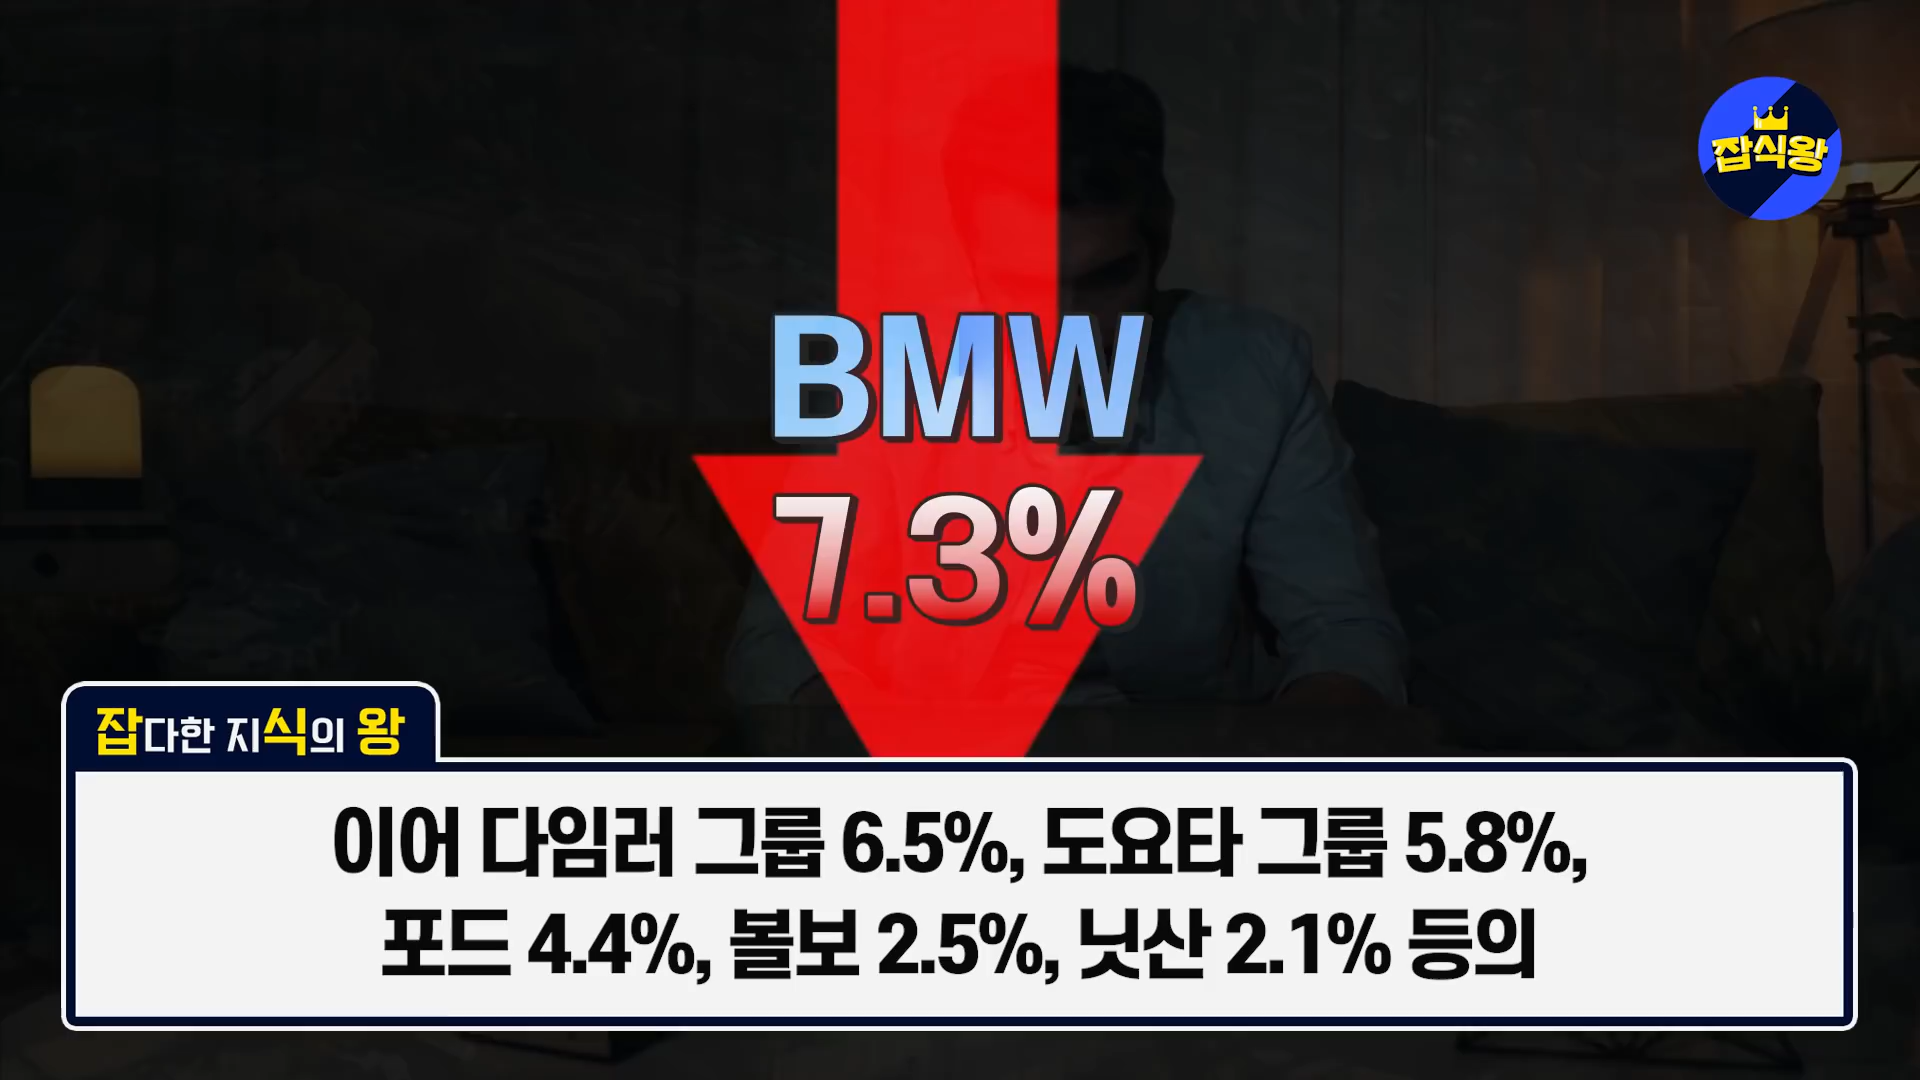 잡식왕
BMW
7.3%
잡다한 지식의 왕
이어 다임러 그룹 6.5%, 도요타 그룹 5.8%,
포드 4.4%, 볼보 2.5%, 닛산 2.1% 등의